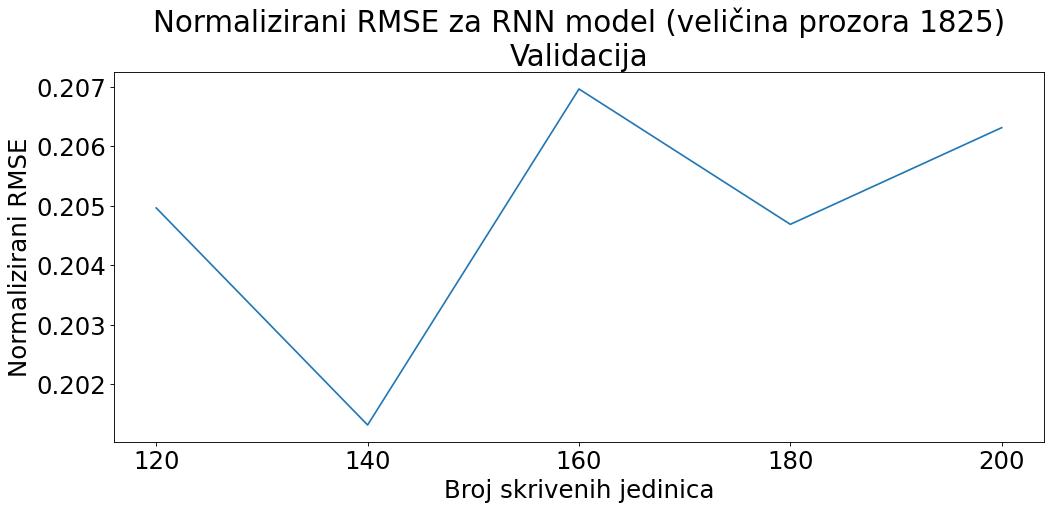 Normalizirani RMSE za RNN model (veličina prozora 1825)
Validacija
Normalizirani RMSE
0.207
0.206
0.205
0.204
0.203
0.202
120 140 160 180 200
Broj skrivenih jedinica